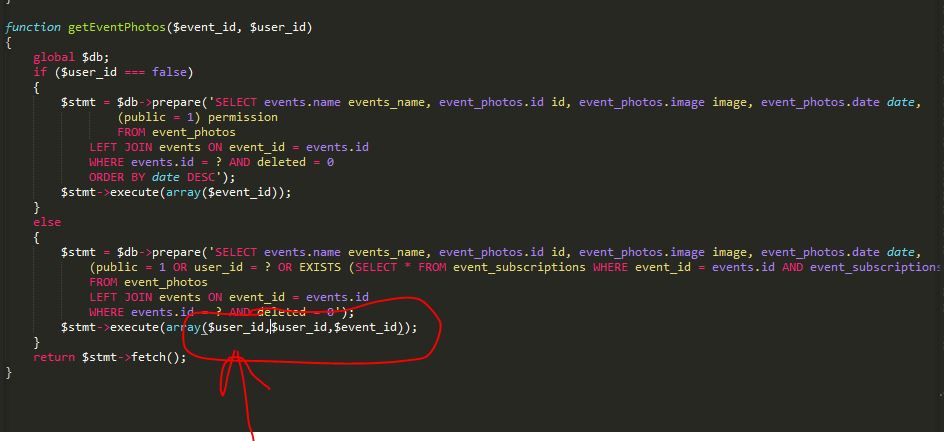 }
function getEventPhotos($event_id, $user_id)
{
global $db;
if ($user_id === false)
{
$stmt = $db->prepare('SELECT events.name events_name, event_photos.id id, event_photos.image image, event_photos.date date,
(public = 1) permission
FROM event_photos
LEFT JOIN events ON event_id = events.id
WHERE events.id = ? AND deleted = 0
ORDER BY date DESC');
$stmt->execute(array($event_id));
}
else
{
$stmt = $db->prepare('SELECT events.name events_name, event_photos.id id, event_photos.image image, event_photos.date date,
(public = 1 OR user_id = ? OR EXISTS (SELECT * FROM event_subscriptions WHERE event_id = events.id AND event_subscriptions
FROM event_photos
LEFT JOIN events ON event_id = events.id
WHERE events.id = ? AND deleted = 0');
$stmt->execute(array($user_id,$user_id,$event_id));
}
return $stmt->fetch();
}